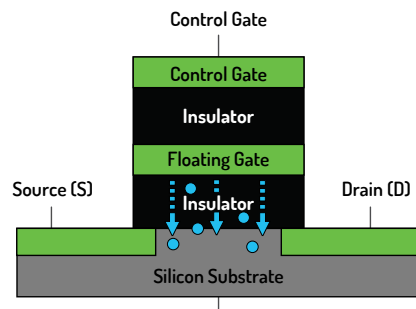 Control Gate
Control Gate
Insulator
Floating Gate
Source (S)
Drain (D)
Insulator
Silicon Substrate